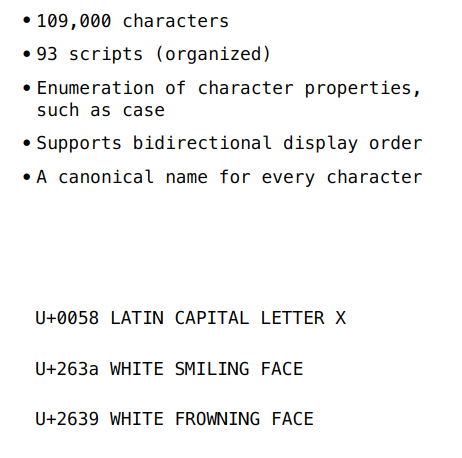 • 109,000 characters
• 93 scripts (organized)
• Enumeration of character properties,
such as case
• Supports bidirectional display order
• A canonical name for every character
U+0058 LATIN CAPITAL LETTER X
U+263a WHITE SMILING FACE
U+2639 WHITE FROWNING FACE